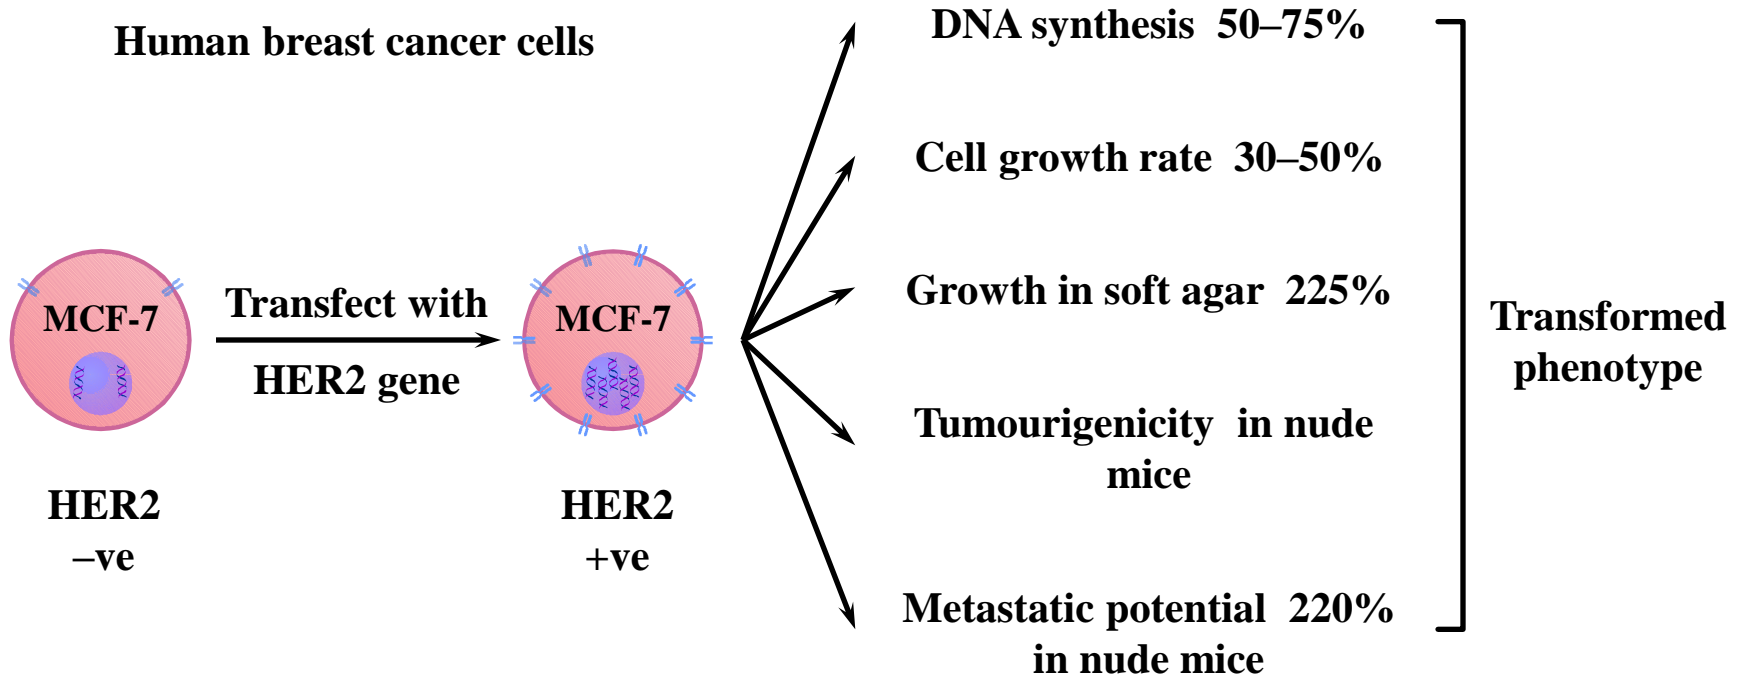 Human breast cancer cells
MCF-7
HER2
–ve
Transfect with
HER2 gene
MCF-7
HER2
+ve
DNA synthesis 50–75%
Cell growth rate 30–50%
Growth in soft agar 225%
Tumourigenicity in nude
mice
Metastatic potential 220%
in nude mice
Transformed
phenotype